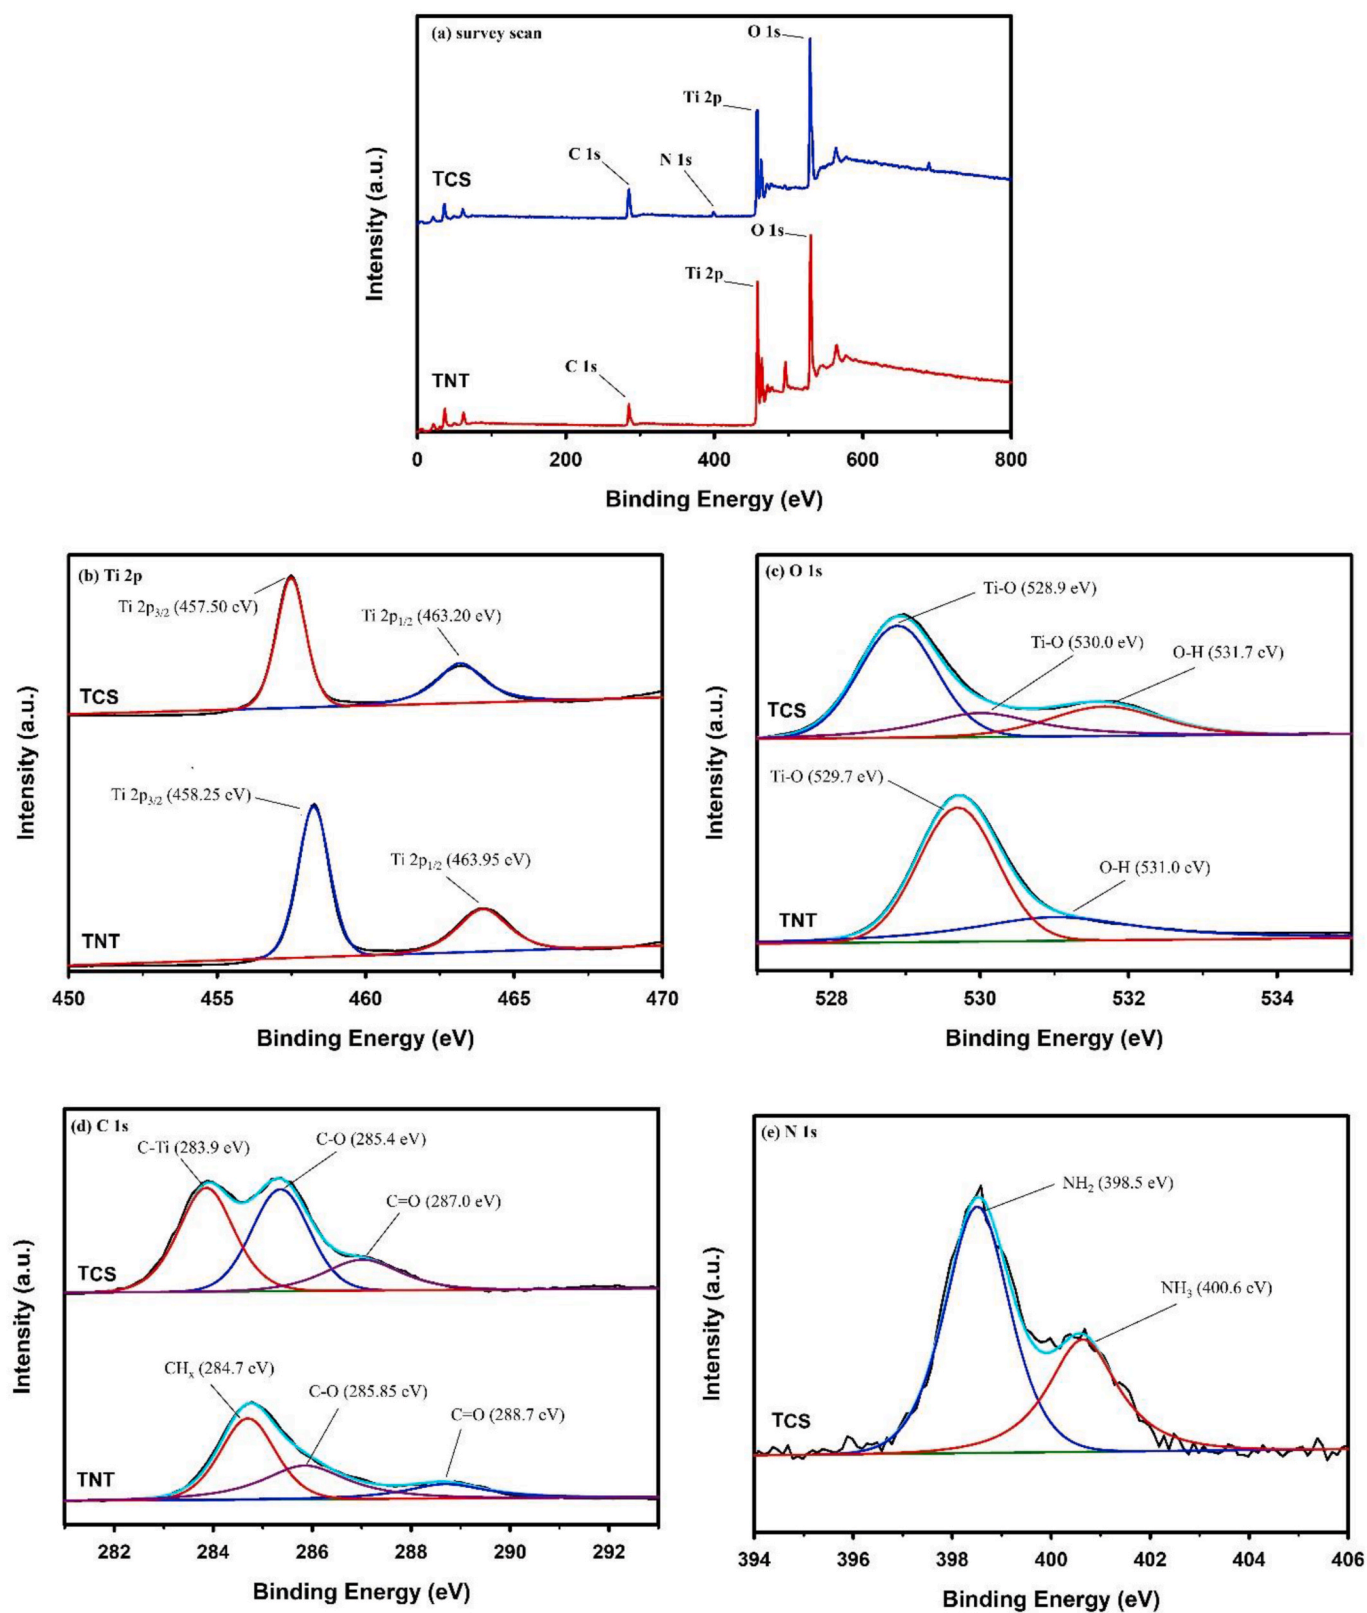 (a) survey scan
O 1s
Ti 2p
C 1s
N 1s
TCS
O 1s
Ti 2p
C 1s
TNT
Intensity (a.u.)
0 200 400 600 800
Binding Energy (eV)
(b) Ti 2p
Ti 2p3/2 (457.50 eV)
Ti 2p1/2 (463.20 eV)
TCS
Ti 2p3/2 (458.25 eV)
Ti 2p1/2 (463.95 eV)
TNT
Intensity (a.u.)
450 455 460 465 470
Binding Energy (eV)
(c) O 1s
Ti-O (528.9 eV)
Ti-O (530.0 eV)
O-H (531.7 eV)
TCS
Ti-O (529.7 eV)
O-H (531.0 eV)
TNT
Intensity (a.u.)
528 530 532 534
Binding Energy (eV)
(d) C 1s
C-Ti (283.9 eV)
C-O (285.4 eV)
C=O (287.0 eV)
TCS
CHx (284.7 eV)
C-O (285.85 eV)
C=O (288.7 eV)
TNT
Intensity (a.u.)
282 284 286 288 290 292
Binding Energy (eV)
(e) N 1s
NH2 (398.5 eV)
NH3 (400.6 eV)
TCS
Intensity (a.u.)
394 396 398 400 402 404 406
Binding Energy (eV)